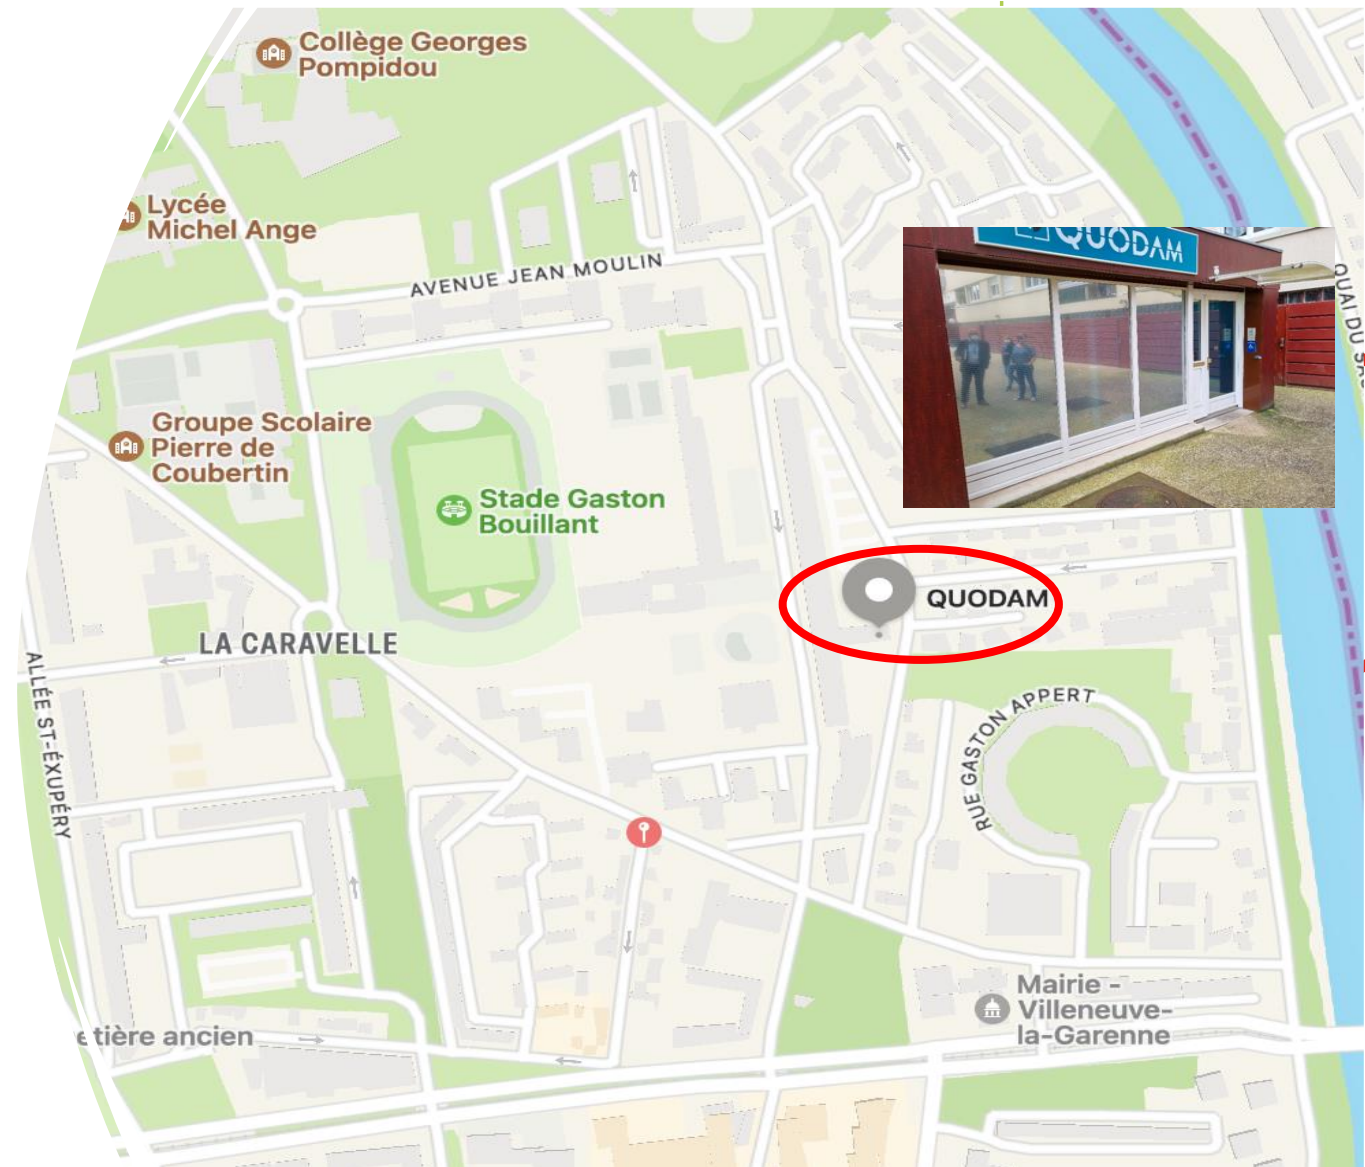 Collège Georges
Pompidou
Lycée
Michel Ange
AVENUE JEAN MOULIN
QUODAM
QUAI DU
Groupe Scolaire
Pierre de
Coubertin
Stade Gaston
Bouillant
QUODAM
LA CARAVELLE
ALLÉE ST-ÉXUPÉRY
RUE GASTON APPERT
Mairie -
Villeneuve-
la-Garenne
tière ancien